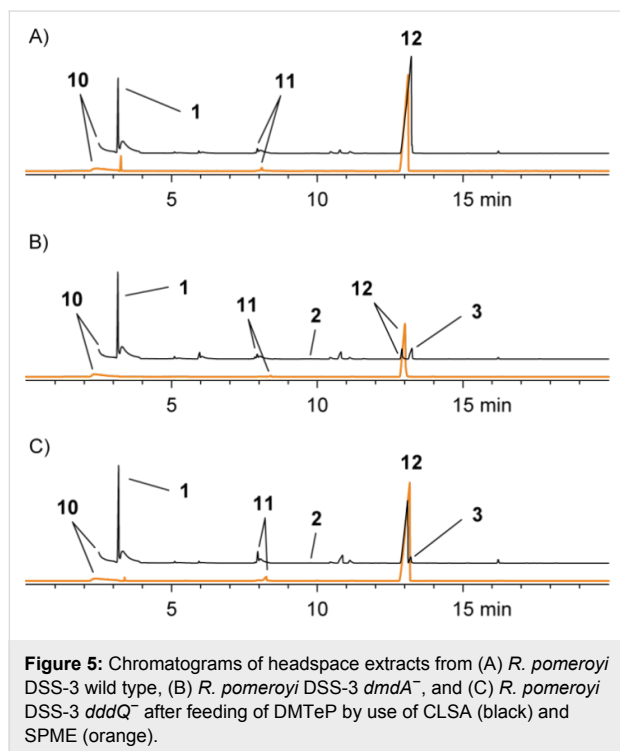 A)
12
10
11
1
5 10 15 min
B)
10
1
11
2
12
3
5 10 15 min
C)
12
10
1
11
2
3
5 10 15 min
Figure 5: Chromatograms of headspace extracts from (A) R. pomeroyi
DSS-3 wild type, (B) R. pomeroyi DSS-3 dmdA⁻, and (C) R. pomeroyi
DSS-3 dddQ⁻ after feeding of DMTeP by use of CLSA (black) and
SPME (orange).